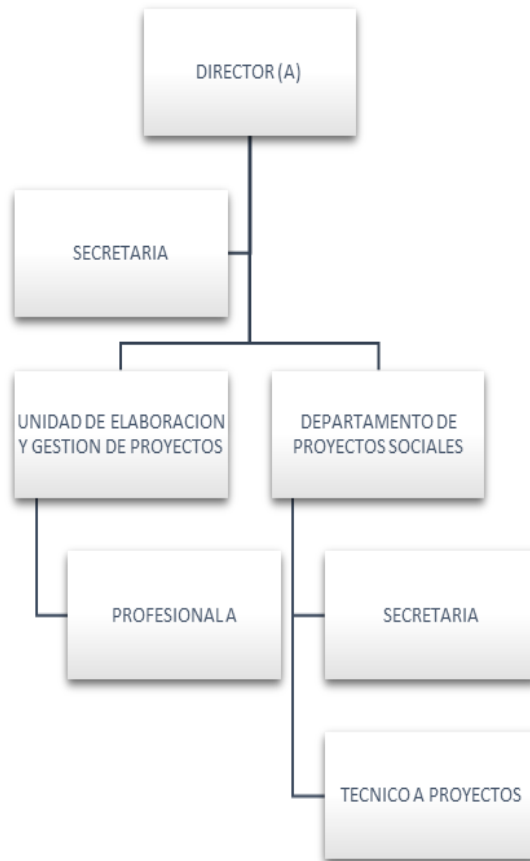 DIRECTOR (A)
SECRETARIA
UNIDAD DE ELABORACION
Y GESTION DE PROYECTOS
DEPARTAMENTO DE
PROYECTOS SOCIALES
PROFESIONAL A
SECRETARIA
TECNICO A PROYECTOS